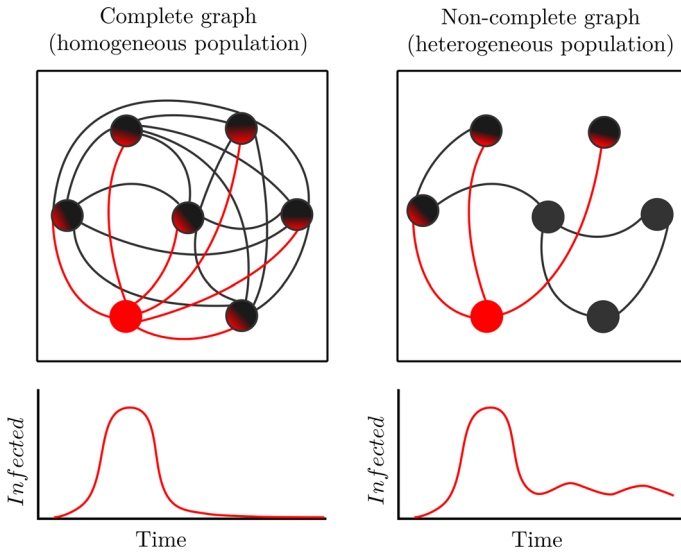 Complete graph
(homogeneous population)
Non-complete graph
(heterogeneous population)
Infected
Time
Infected
Time